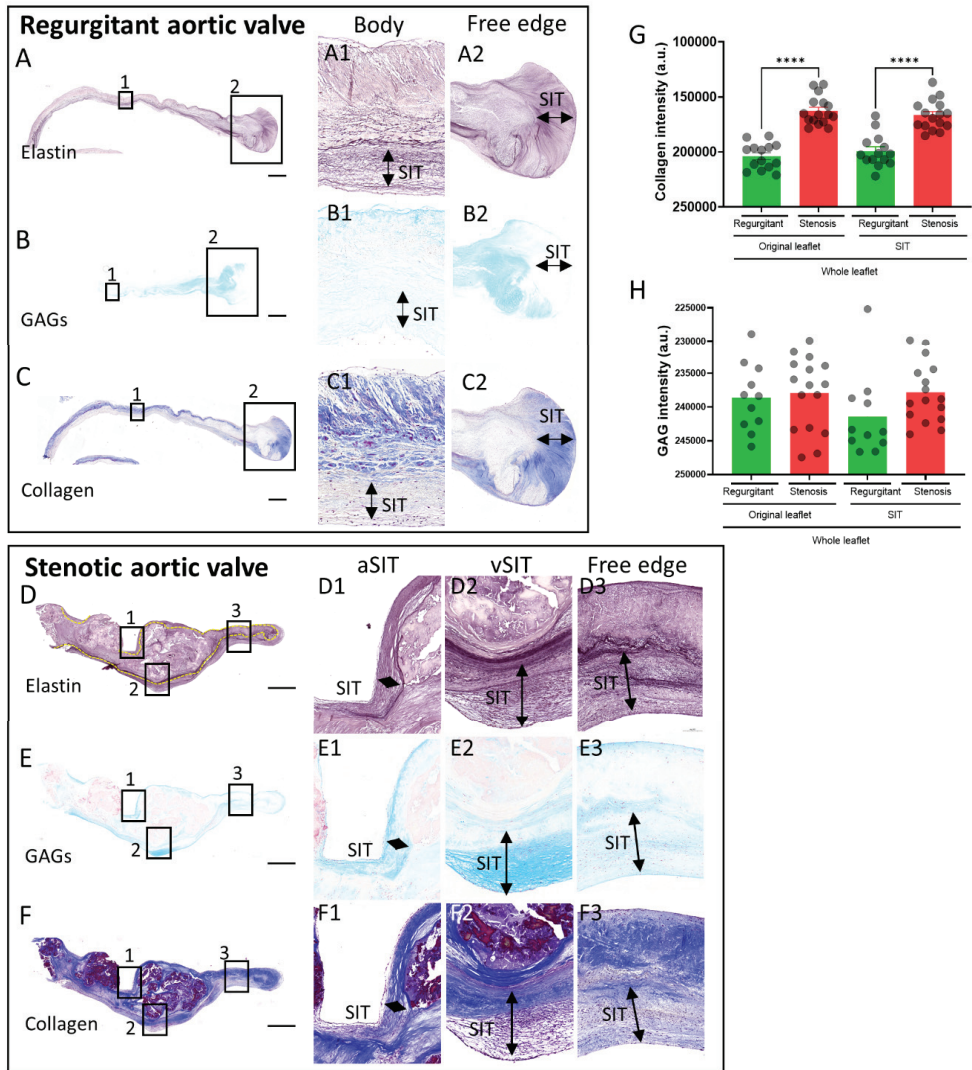 Regurgitant aortic valve
Body
Free edge
A
1
2
Elastin
A1
SIT
A2
SIT
B
1
2
GAGs
B1
SIT
B2
SIT
C
1
2
Collagen
C1
SIT
C2
SIT
G
Collagen intensity (a.u.)
100000
150000
200000
250000
****
****
Regurgitant
Stenosis
Regurgitant
Stenosis
Original leaflet
SIT
Whole leaflet
H
GAG intensity (a.u.)
225000
230000
235000
240000
245000
250000
Regurgitant
Stenosis
Regurgitant
Stenosis
Original leaflet
SIT
Whole leaflet
Stenotic aortic valve
aSIT
vSIT
Free edge
D
1
2
3
Elastin
D1
SIT
D2
SIT
D3
SIT
E
1
2
3
GAGs
E1
SIT
E2
SIT
E3
SIT
F
1
2
3
Collagen
F1
SIT
F2
SIT
F3
SIT